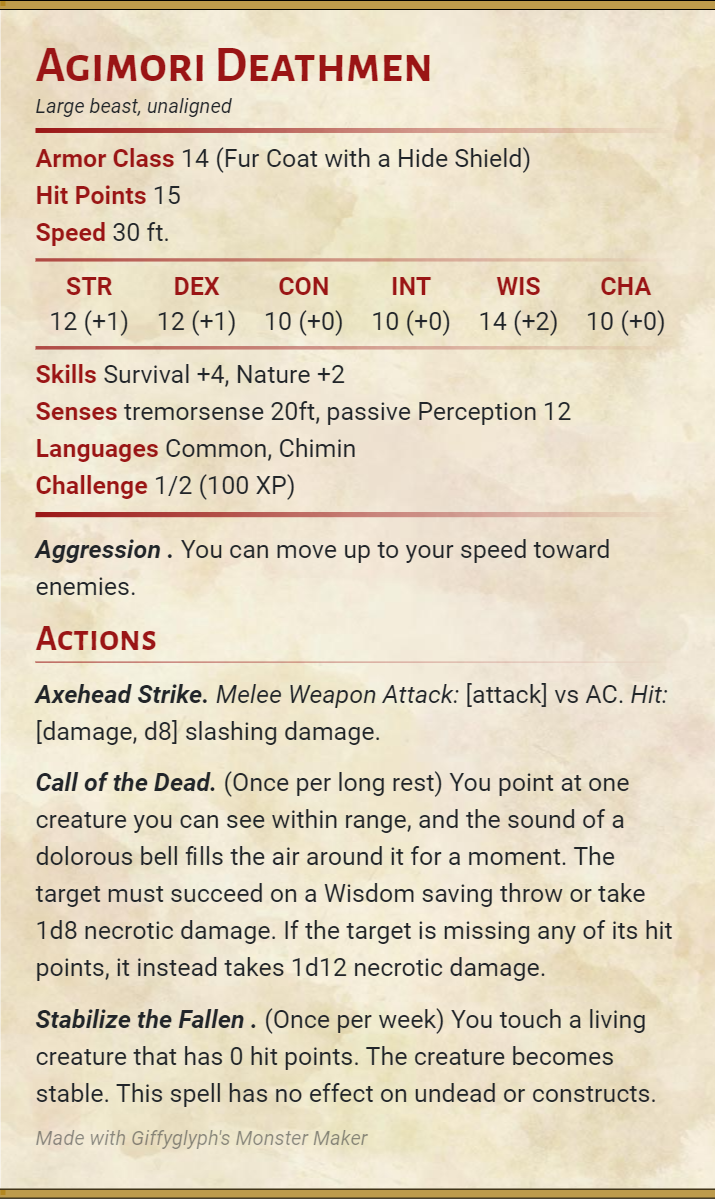 Agimori Deathmen
Large beast, unaligned
Armor Class 14 (Fur Coat with a Hide Shield)
Hit Points 15
Speed 30 ft.
STR DEX CON INT WIS CHA
12 (+1) 12 (+1) 10 (+0) 10 (+0) 14 (+2) 10 (+0)
Skills Survival +4, Nature +2
Senses tremorsense 20ft, passive Perception 12
Languages Common, Chimin
Challenge 1/2 (100 XP)
Aggression . You can move up to your speed toward
enemies.
Actions
Axehead Strike. Melee Weapon Attack: [attack] vs AC. Hit:
[damage, d8] slashing damage.
Call of the Dead. (Once per long rest) You point at one
creature you can see within range, and the sound of a
dolorous bell fills the air around it for a moment. The
target must succeed on a Wisdom saving throw or take
1d8 necrotic damage. If the target is missing any of its hit
points, it instead takes 1d12 necrotic damage.
Stabilize the Fallen . (Once per week) You touch a living
creature that has 0 hit points. The creature becomes
stable. This spell has no effect on undead or constructs.
Made with Giffyglyph's Monster Maker